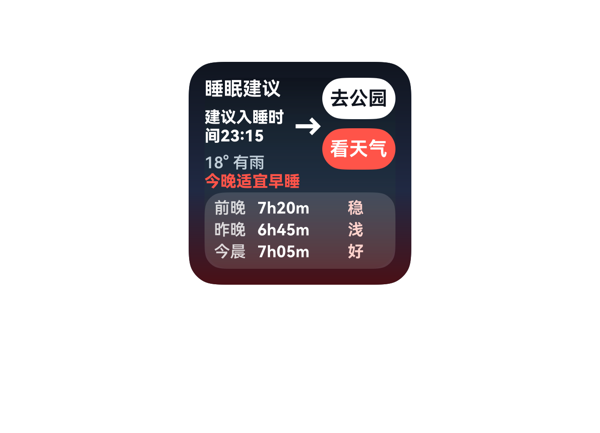 睡眠建议
建议入睡时
间23:15
→
去公园
看天气
18° 有雨
今晚适宜早睡
前晚 7h20m 稳
昨晚 6h45m 浅
今晨 7h05m 好